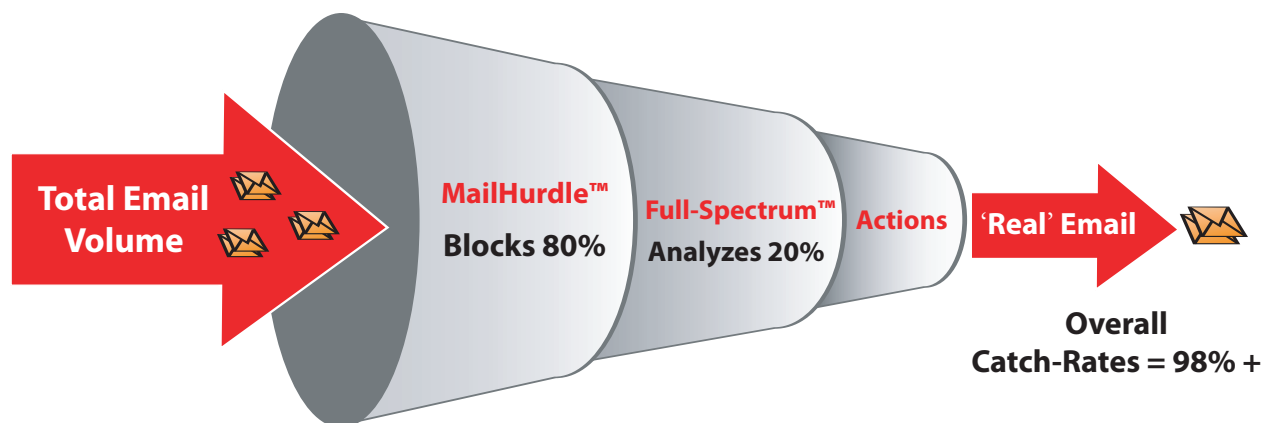 Total Email
Volume
MailHurdle™
Blocks 80%
Full-Spectrum™
Analyzes 20%
Actions
‘Real’ Email
Overall
Catch-Rates = 98% +